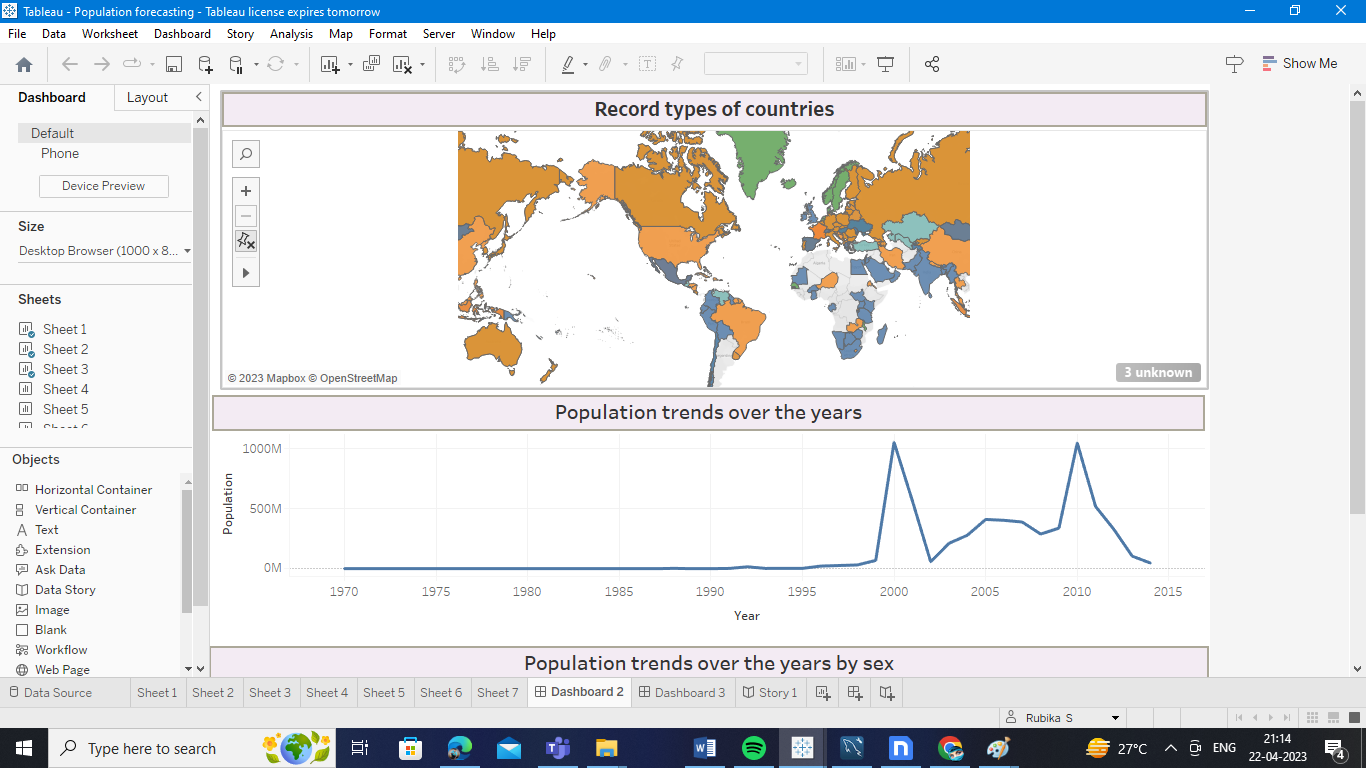 Tableau - Population forecasting - Tableau license expires tomorrow
File Data Worksheet Dashboard Story Analysis Map Format Server Window Help
Show Me
Dashboard Layout
Default
Phone
Device Preview
Size
Desktop Browser (1000 x 8...
Sheets
Sheet 1
Sheet 2
Sheet 3
Sheet 4
Sheet 5
Objects
Horizontal Container
Vertical Container
Text
Extension
Ask Data
Data Story
Image
Blank
Workflow
Web Page
Record types of countries
© 2023 Mapbox © OpenStreetMap
3 unknown
Population trends over the years
1000M
500M
0M
Population
1970 1975 1980 1985 1990 1995 2000 2005 2010 2015
Year
Population trends over the years by sex
Data Source Sheet 1 Sheet 2 Sheet 3 Sheet 4 Sheet 5 Sheet 6 Sheet 7 Dashboard 2 Dashboard 3 Story 1
Rubika S
Type here to search
27°C ENG 21:14
22-04-2023
4